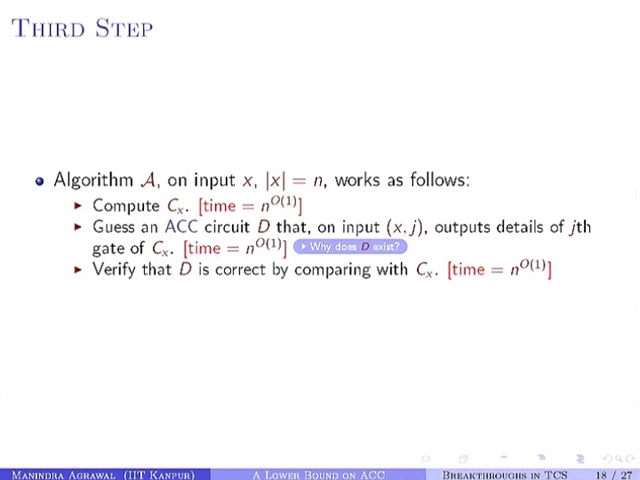 Third Step
Algorithm A, on input x, |x| = n, works as follows:
Compute Cₓ. [time = n^O(1)]
Guess an ACC circuit D that, on input (x, j), outputs details of jth
gate of Cₓ. [time = n^O(1)] Why does D exist?
Verify that D is correct by comparing with Cₓ. [time = n^O(1)]
Manindra Agrawal (IIT Kanpur) A Lower Bound on ACC Breakthroughs in TCS 18 / 27